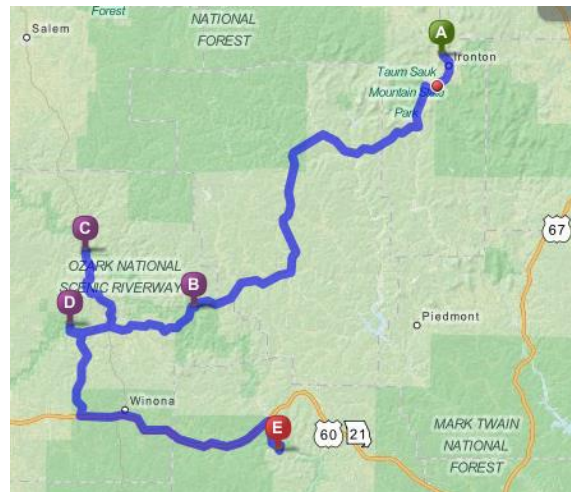 Forest
NATIONAL
FOREST
Salem
A
Ironton
Taum Sauk
Mountain State
Park
67
C
OZARK NATIONAL
SCENIC RIVERWAY
B
D
Piedmont
Winona
E
60
21
MARK TWAIN
NATIONAL
FOREST